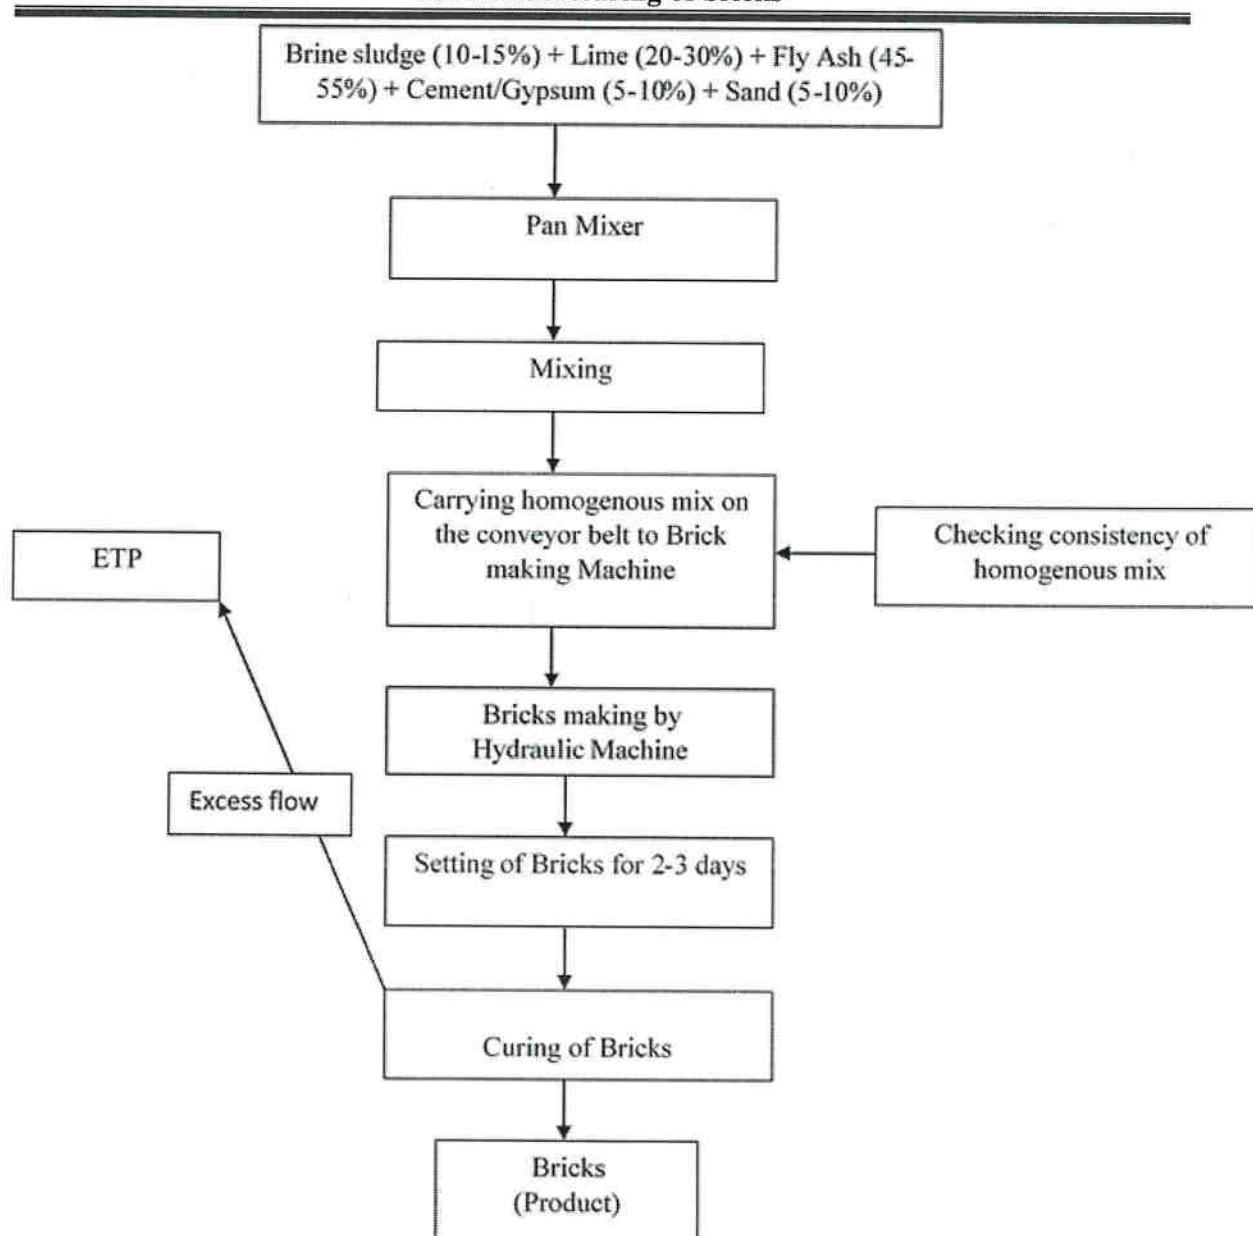 Brine sludge (10-15%) + Lime (20-30%) + Fly Ash (45-
55%) + Cement/Gypsum (5-10%) + Sand (5-10%)
Pan Mixer
Mixing
Carrying homogenous mix on
the conveyor belt to Brick
making Machine
Checking consistency of
homogenous mix
ETP
Bricks making by
Hydraulic Machine
Excess flow
Setting of Bricks for 2-3 days
Curing of Bricks
Bricks
(Product)